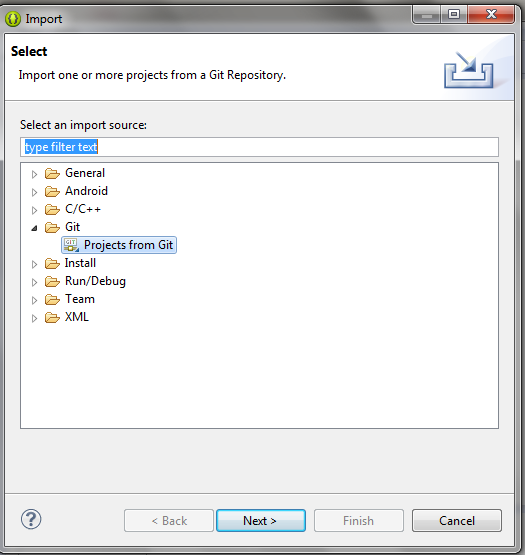 Import
Select
Import one or more projects from a Git Repository.
Select an import source:
type filter text
General
Android
C/C++
Git
GIT Projects from Git
Install
Run/Debug
Team
XML
?
< Back Next > Finish Cancel